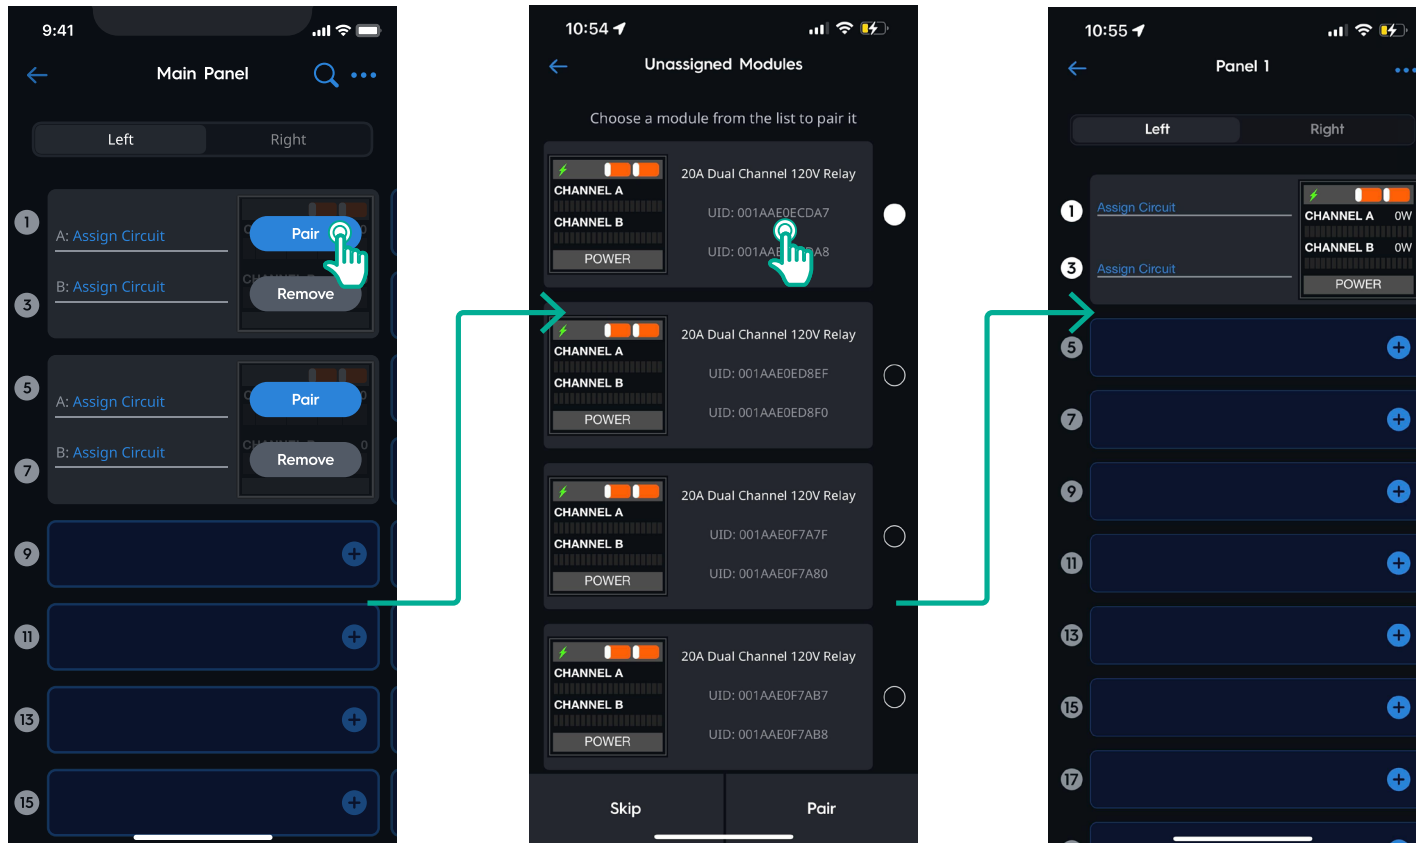 9:41
Main Panel
Left Right
1
A: Assign Circuit
Pair
B: Assign Circuit
Remove
3
5
A: Assign Circuit
Pair
B: Assign Circuit
Remove
7
9
11
13
15
10:54
Unassigned Modules
Choose a module from the list to pair it
20A Dual Channel 120V Relay
CHANNEL A
UID: 001AAE0ECDA7
CHANNEL B
POWER
20A Dual Channel 120V Relay
CHANNEL A
UID: 001AAE0ED8EF
CHANNEL B
UID: 001AAE0ED8F0
POWER
20A Dual Channel 120V Relay
CHANNEL A
UID: 001AAE0F7A7F
CHANNEL B
UID: 001AAE0F7A80
POWER
20A Dual Channel 120V Relay
CHANNEL A
UID: 001AAE0F7AB7
CHANNEL B
UID: 001AAE0F7AB8
POWER
Skip Pair
10:55
Panel 1
Left Right
1
Assign Circuit
CHANNEL A 0W
CHANNEL B 0W
3
Assign Circuit
POWER
5
7
9
11
13
15
17